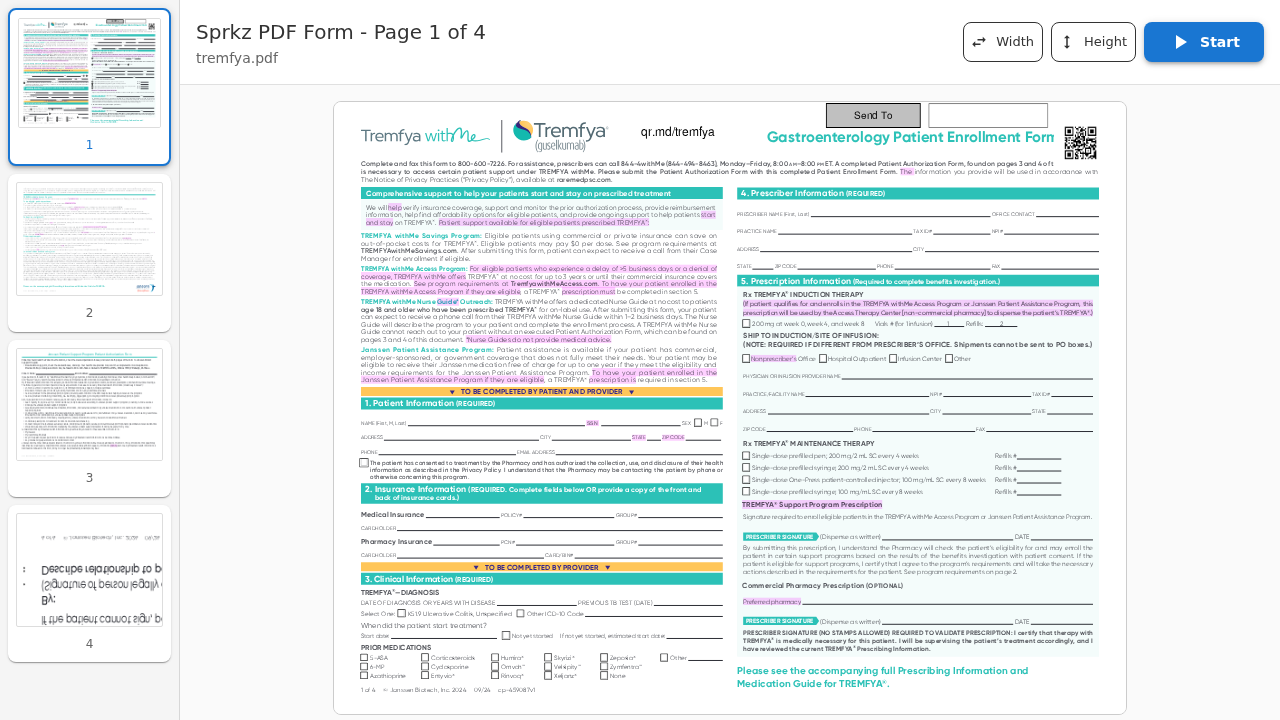 Sprkz PDF Form - Page 1 of 4
tremfya.pdf
Width
Height
Start
1
2
3
4
Send To
Tremfya withMe
Tremfya
(guselkumab)
qr.md/tremfya
Gastroenterology Patient Enrollment Form
Complete and fax this form to 800-600-7226. For assistance, prescribers can call 844-4withMe (844-494-8463), Monday–Friday, 8:00 AM–8:00 PM ET. A completed Patient Authorization Form, found on pages 3 and 4 oft
is necessary to access certain patient support under TREMFYA withMe. Please submit the Patient Authorization Form with this completed Patient Enrollment Form. The information you provide will be used in accordance with
The Notice of Privacy Practices ("Privacy Policy"), available at raremedpsc.com.
Comprehensive support to help your patients start and stay on prescribed treatment
We will help verify insurance coverage, support and monitor the prior authorization process, provide reimbursement
information, help find affordability options for eligible patients, and provide ongoing support to help patients start
and stay on TREMFYA®. Patient support available for eligible patients prescribed TREMFYA®:
TREMFYA withMe Savings Program: Eligible patients using commercial or private insurance can save on
out-of-pocket costs for TREMFYA®. Eligible patients may pay $0 per dose. See program requirements at
TREMFYAwithMeSavings.com. After submitting this form, your patient can expect to receive a call from their Case
Manager for enrollment if eligible.
TREMFYA withMe Access Program: For eligible patients who experience a delay of >5 business days or a denial of
coverage, TREMFYA withMe offers TREMFYA® at no cost for up to 3 years or until their commercial insurance covers
the medication. See program requirements at TremfyawithMeAccess.com. To have your patient enrolled in the
TREMFYA withMe Access Program if they are eligible, a TREMFYA® prescription must be completed in section 5.
TREMFYA withMe Nurse Guide* Outreach: TREMFYA withMe offers a dedicated Nurse Guide at no cost to patients
age 18 and older who have been prescribed TREMFYA® for on-label use. After submitting this form, your patient
can expect to receive a phone call from their TREMFYA withMe Nurse Guide within 1-2 business days. The Nurse
Guide will describe the program to your patient and complete the enrollment process. A TREMFYA withMe Nurse
Guide cannot reach out to your patient without an executed Patient Authorization Form, which can be found on
pages 3 and 4 of this document. *Nurse Guides do not provide medical advice.
Janssen Patient Assistance Program: Patient assistance is available if your patient has commercial,
employer-sponsored, or government coverage that does not fully meet their needs. Your patient may be
eligible to receive their Janssen medication free of charge for up to one year if they meet the eligibility and
income requirements for the Janssen Patient Assistance Program. To have your patient enrolled in the
Janssen Patient Assistance Program if they are eligible, a TREMFYA® prescription is required in section 5.
TO BE COMPLETED BY PATIENT AND PROVIDER
1. Patient Information (REQUIRED)
NAME (First, M, Last) SSN SEX M F
ADDRESS CITY STATE ZIP CODE
PHONE EMAIL ADDRESS
The patient has consented to treatment by the Pharmacy and has authorized the collection, use, and disclosure of their health
information as described in the Privacy Policy. I understand that the Pharmacy may be contacting the patient by phone or
otherwise concerning this program.
2. Insurance Information (REQUIRED. Complete fields below OR provide a copy of the front and
back of insurance cards.)
Medical Insurance POLICY# GROUP#
CARDHOLDER
Pharmacy Insurance PCN# GROUP#
CARDHOLDER CARD/BIN#
TO BE COMPLETED BY PROVIDER
3. Clinical Information (REQUIRED)
TREMFYA®—DIAGNOSIS
DATE OF DIAGNOSIS OR YEARS WITH DISEASE PREVIOUS TB TEST (DATE)
Select One: K51.9 Ulcerative Colitis, Unspecified Other ICD-10 Code
When did the patient start treatment?
Start date: Not yet started If not yet started, estimated start date:
PRIOR MEDICATIONS
5-ASA Corticosteroids Humira® Skyrizi® Zeposia® Other
6-MP Cyclosporine Omvoh™ Velsipity™ Zymfentra™
Azathioprine Entyvio® Rinvoq® Xeljanz® None
1 of 4 © Janssen Biotech, Inc. 2024 09/24 cp-459087v1
4. Prescriber Information (REQUIRED)
PRESCRIBER NAME (First, Last) OFFICE CONTACT
PRACTICE NAME TAX ID# NPI#
ADDRESS CITY
STATE ZIP CODE PHONE FAX
5. Prescription Information (Required to complete benefits investigation.)
Rx TREMFYA® INDUCTION THERAPY
(If patient qualifies for and enrolls in the TREMFYA withMe Access Program or Janssen Patient Assistance Program, this
prescription will be used by the Access Therapy Center [non-commercial pharmacy] to dispense the patient's TREMFYA®.)
200 mg at week 0, week 4, and week 8 Vials # (for 1 infusion) 1 Refills 2
SHIP TO INDUCTION/SITE OF INFUSION:
(NOTE: REQUIRED IF DIFFERENT FROM PRESCRIBER'S OFFICE. Shipments cannot be sent to PO boxes.)
Nonprescriber's Office Hospital Outpatient Infusion Center Other
PHYSICIAN OR INFUSION PROVIDER NAME
PRACTICE/FACILITY NAME NPI# TAX ID#
ADDRESS CITY STATE
ZIP CODE PHONE FAX
Rx TREMFYA® MAINTENANCE THERAPY
Single-dose prefilled pen; 200 mg/2 mL SC every 4 weeks Refills #
Single-dose prefilled syringe; 200 mg/2 mL SC every 4 weeks Refills #
Single-dose One-Press patient-controlled injector; 100 mg/mL SC every 8 weeks Refills #
Single-dose prefilled syringe; 100 mg/mL SC every 8 weeks Refills #
TREMFYA® Support Program Prescription
Signature required to enroll eligible patients in the TREMFYA withMe Access Program or Janssen Patient Assistance Program.
PRESCRIBER SIGNATURE (Dispense as written) DATE
By submitting this prescription, I understand the Pharmacy will check the patient's eligibility for and may enroll the
patient in certain support programs based on the results of the benefits investigation with patient consent. If the
patient is eligible for support programs, I certify that I agree to the program's requirements and will take the necessary
actions described in the requirements for that patient. See program requirements on page 2.
Commercial Pharmacy Prescription (OPTIONAL)
Preferred pharmacy
PRESCRIBER SIGNATURE (Dispense as written) DATE
PRESCRIBER SIGNATURE (NO STAMPS ALLOWED) REQUIRED TO VALIDATE PRESCRIPTION: I certify that therapy with
TREMFYA® is medically necessary for this patient. I will be supervising the patient's treatment accordingly, and I
have reviewed the current TREMFYA® Prescribing Information.
Please see the accompanying full Prescribing Information and
Medication Guide for TREMFYA®.